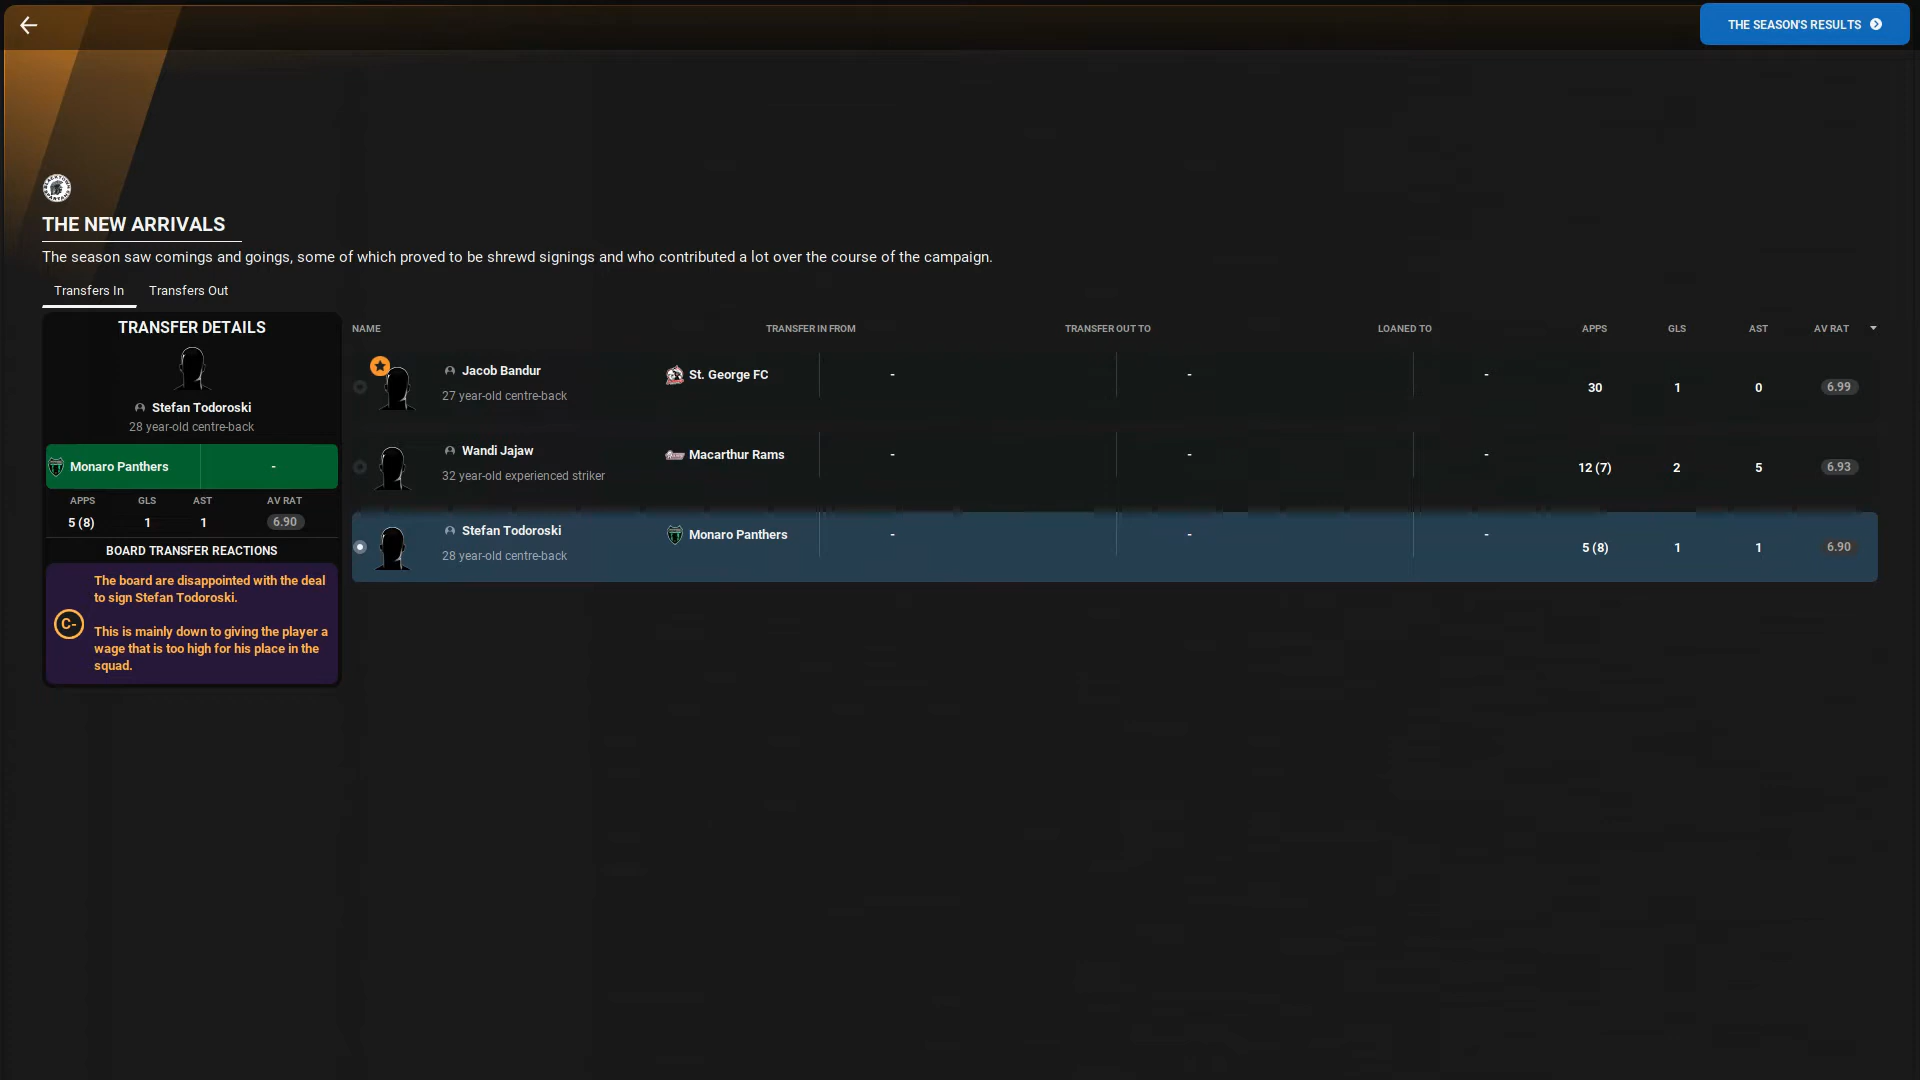 THE SEASON'S RESULTS
THE NEW ARRIVALS
The season saw comings and goings, some of which proved to be shrewd signings and who contributed a lot over the course of the campaign.
Transfers In Transfers Out
TRANSFER DETAILS
Stefan Todoroski
28 year-old centre-back
Monaro Panthers -
APPS GLS AST AV RAT
5 (8) 1 1 6.90
BOARD TRANSFER REACTIONS
C-
The board are disappointed with the deal
to sign Stefan Todoroski.
This is mainly down to giving the player a
wage that is too high for his place in the
squad.
NAME TRANSFER IN FROM TRANSFER OUT TO LOANED TO APPS GLS AST AV RAT
Jacob Bandur St. George FC - - - 30 1 0 6.99
27 year-old centre-back
Wandi Jajaw Macarthur Rams - - - 12 (7) 2 5 6.93
32 year-old experienced striker
Stefan Todoroski Monaro Panthers - - - 5 (8) 1 1 6.90
28 year-old centre-back